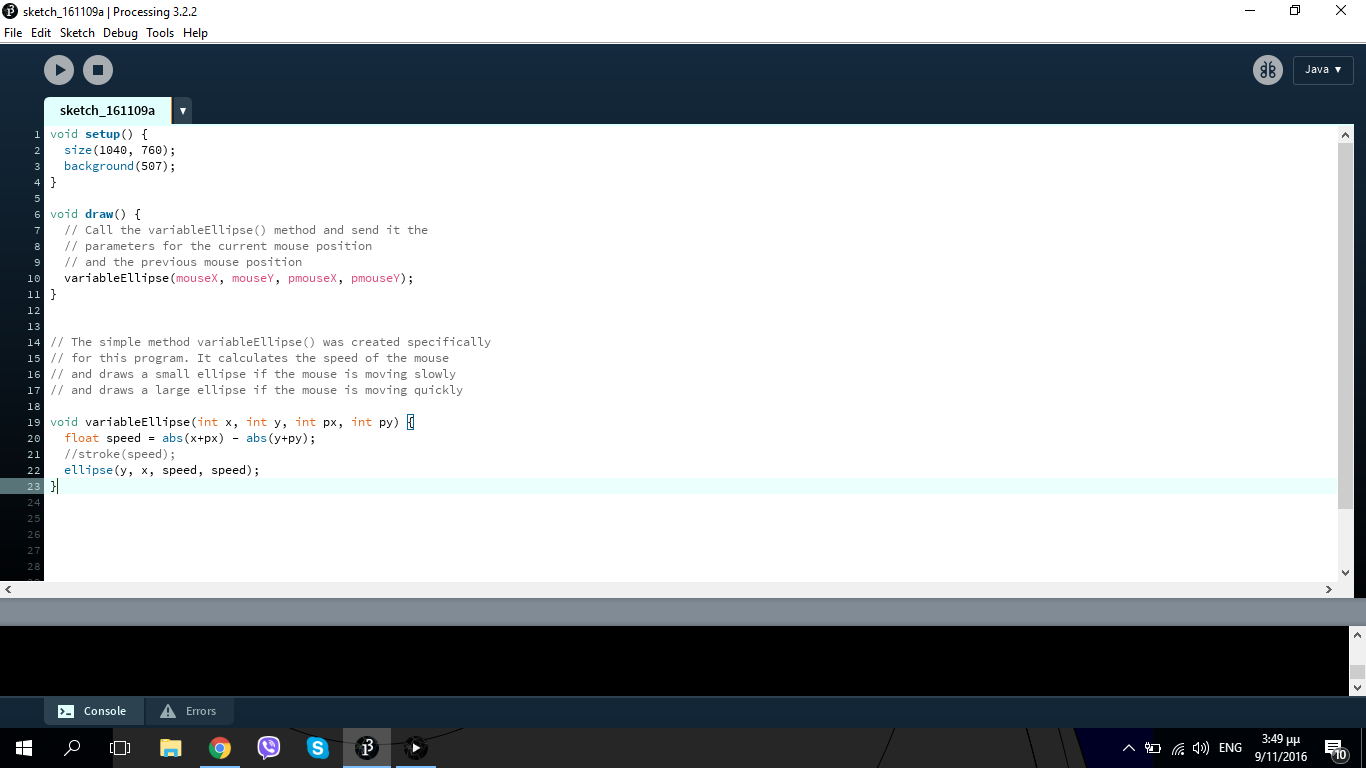 sketch_161109a | Processing 3.2.2
File Edit Sketch Debug Tools Help
Java ▼
sketch_161109a ▼
1 void setup() {
2 size(1040, 760);
3 background(507);
4 }
5
6 void draw() {
7 // Call the variableEllipse() method and send it the
8 // parameters for the current mouse position
9 // and the previous mouse position
10 variableEllipse(mouseX, mouseY, pmouseX, pmouseY);
11 }
12
13
14 // The simple method variableEllipse() was created specifically
15 // for this program. It calculates the speed of the mouse
16 // and draws a small ellipse if the mouse is moving slowly
17 // and draws a large ellipse if the mouse is moving quickly
18
19 void variableEllipse(int x, int y, int px, int py) {
20 float speed = abs(x+px) - abs(y+py);
21 //stroke(speed);
22 ellipse(y, x, speed, speed);
23 }
24
25
26
27
28
Console Errors
ENG
3:49 μμ
9/11/2016
10